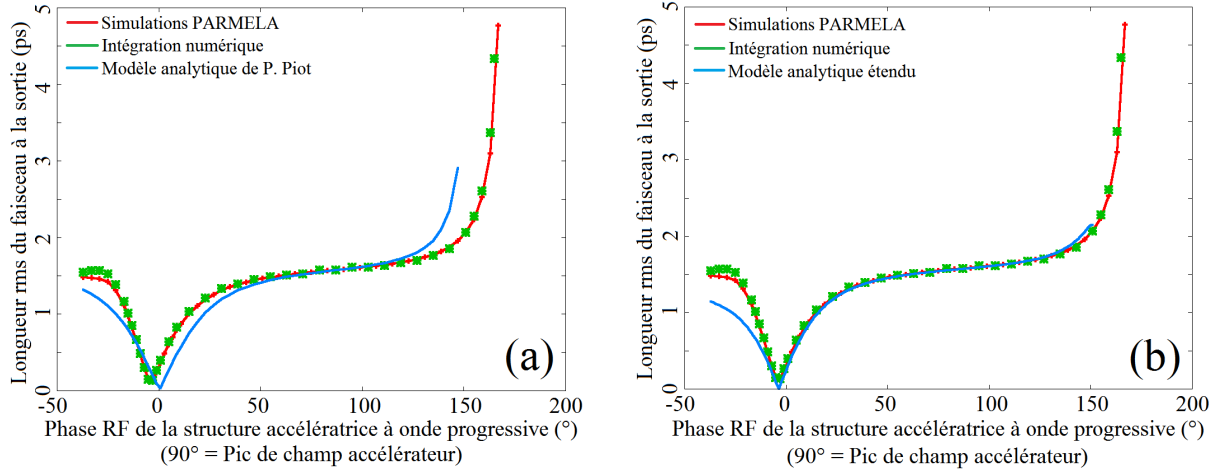 Longueur rms du faisceau à la sortie (ps)
5
4
3
2
1
0
Simulations PARMELA
Intégration numérique
Modèle analytique de P. Piot
(a)
-50
0
50
100
150
200
Phase RF de la structure accélératrice à onde progressive (°)
(90° = Pic de champ accélérateur)
Longueur rms du faisceau à la sortie (ps)
5
4
3
2
1
0
Simulations PARMELA
Intégration numérique
Modèle analytique étendu
(b)
-50
0
50
100
150
200
Phase RF de la structure accélératrice à onde progressive (°)
(90° = Pic de champ accélérateur)